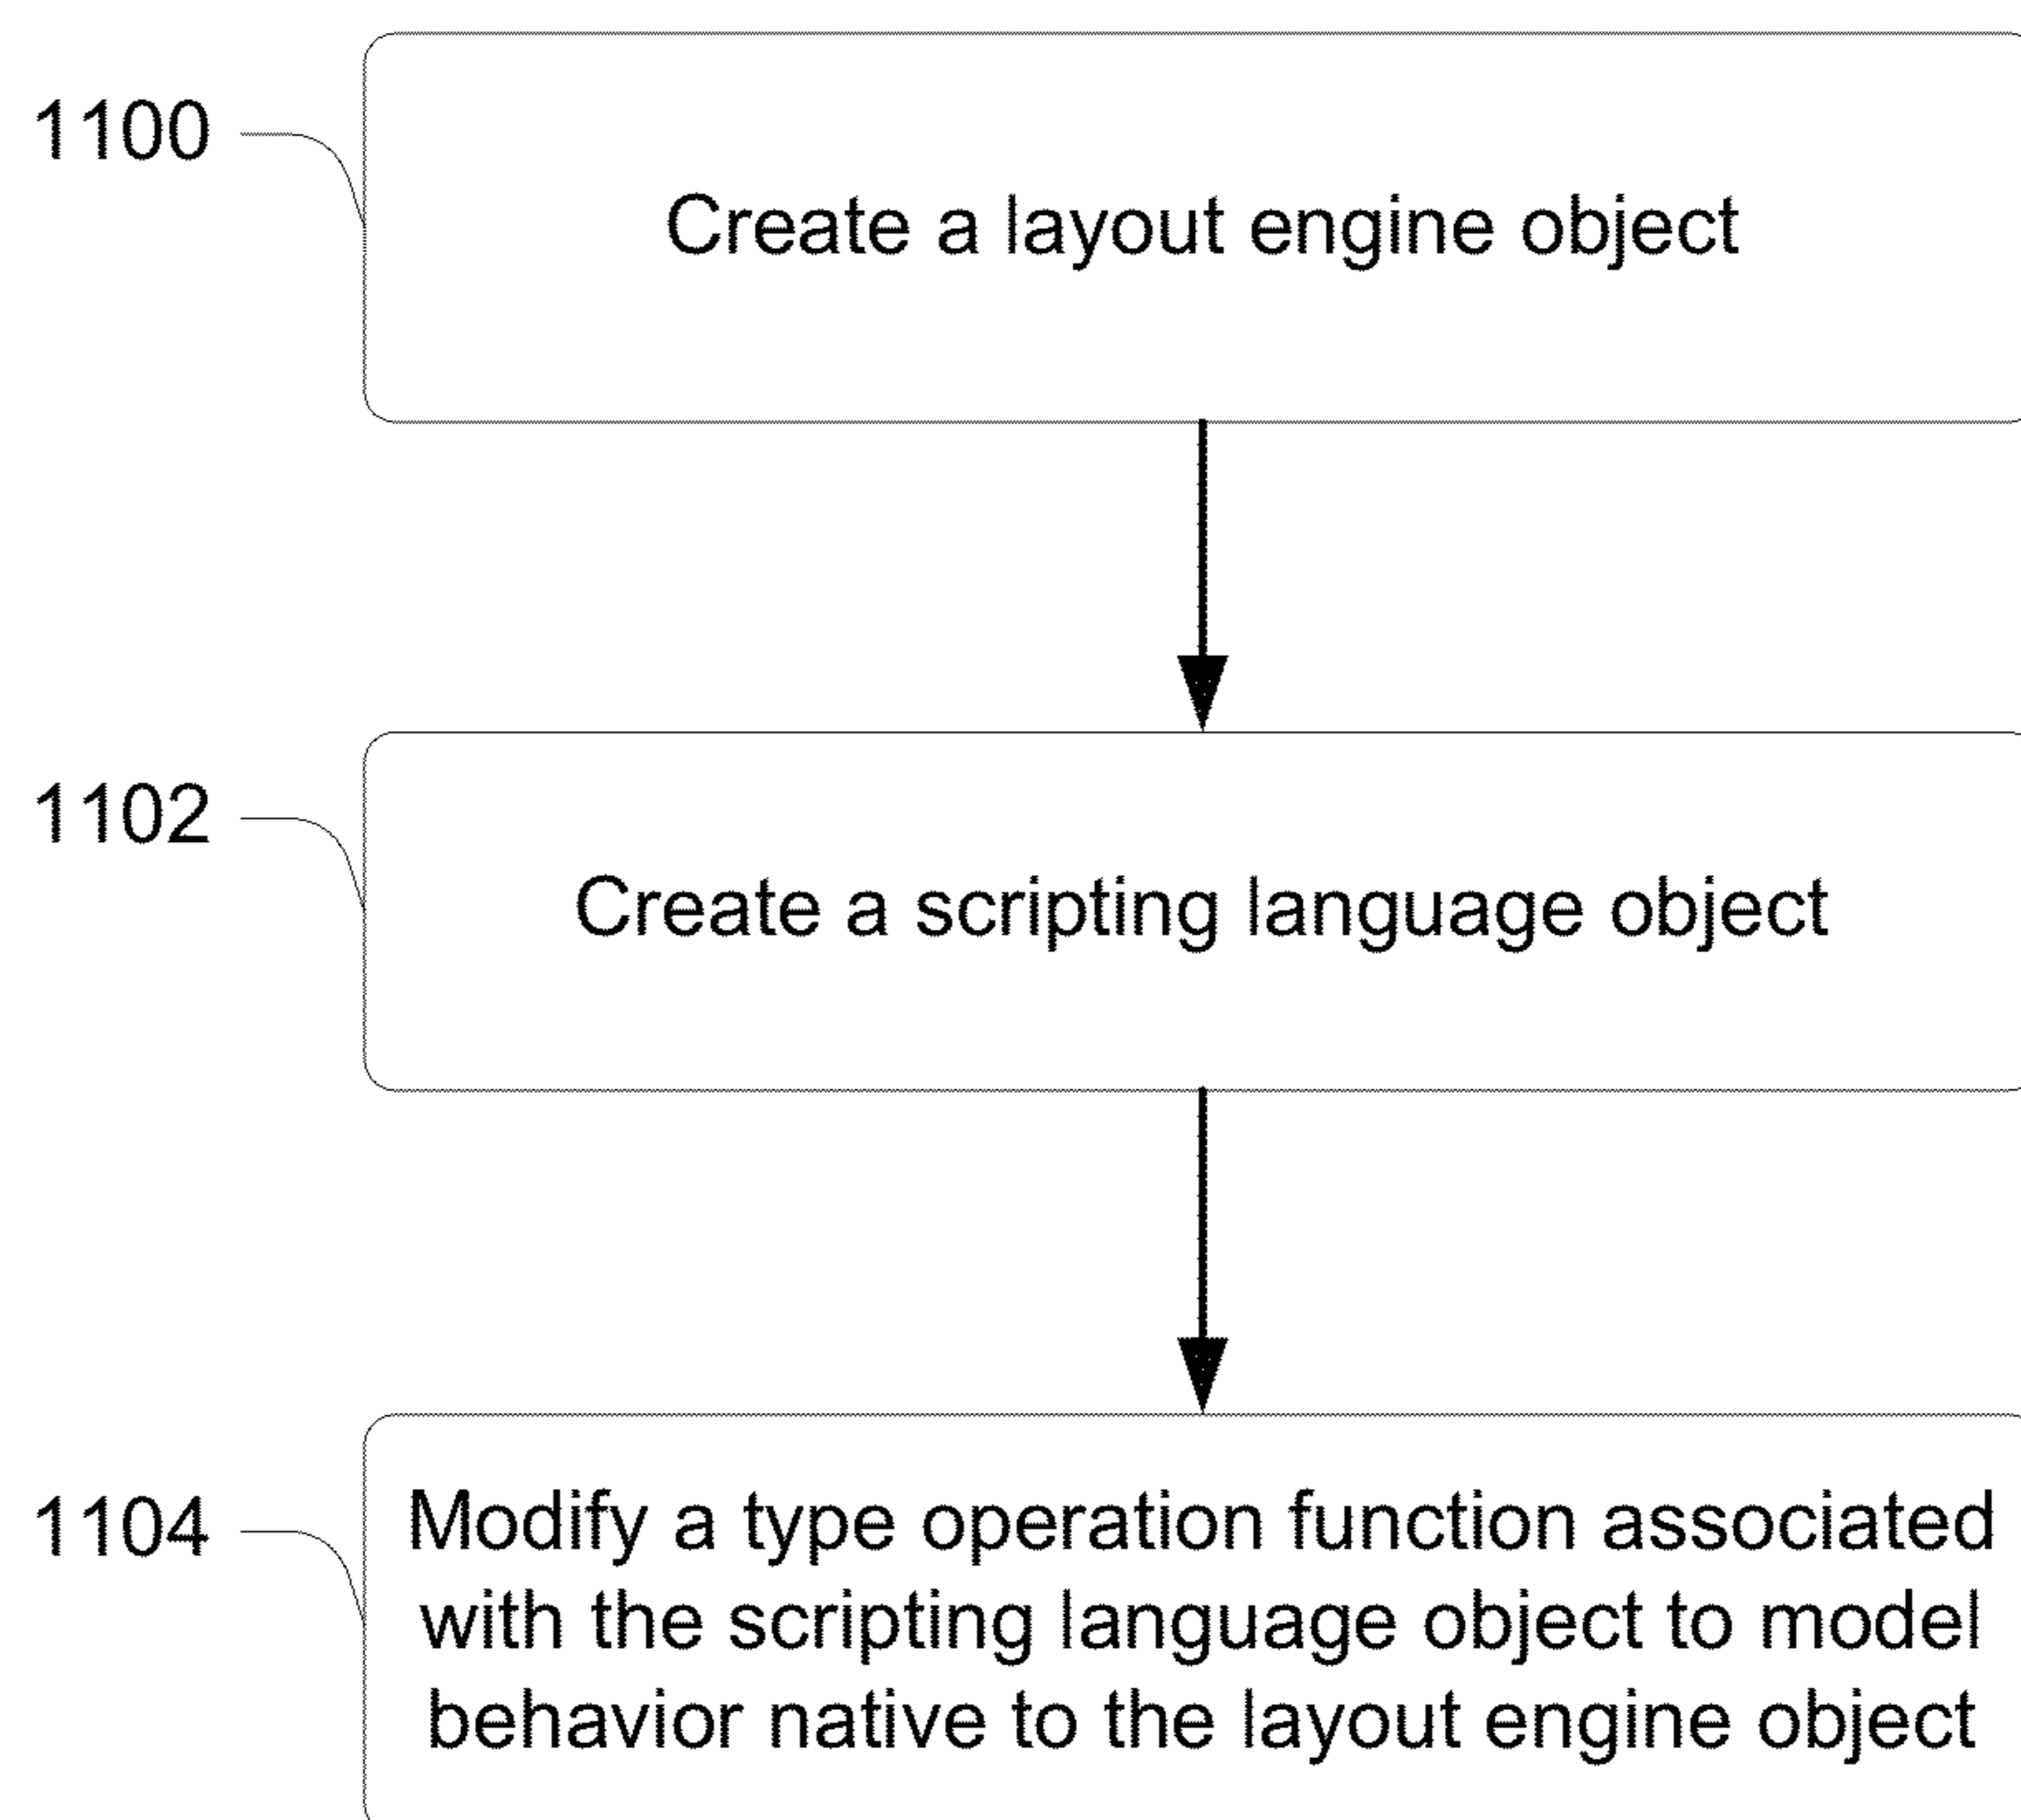 1100
Create a layout engine object
1102
Create a scripting language object
1104
Modify a type operation function associated
with the scripting language object to model
behavior native to the layout engine object